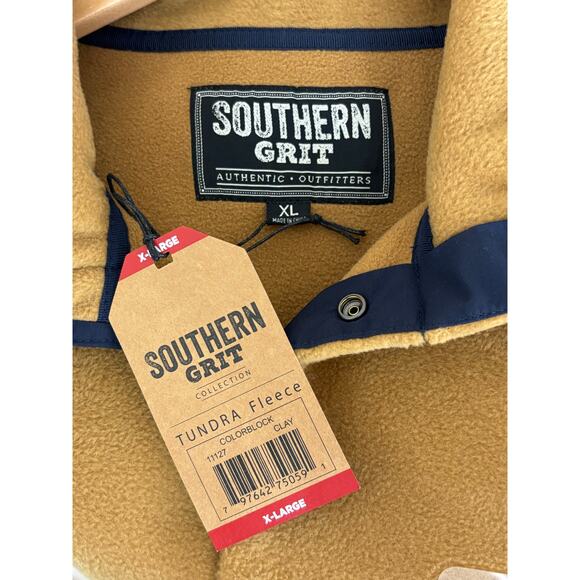 SOUTHERN
GRIT
AUTHENTIC • OUTFITTERS
XL
MADE IN CHINA
X-LARGE
SOUTHERN
GRIT
COLLECTION
TUNDRA Fleece
COLORBLOCK
11127 CLAY
7 97642 75059 1
X-LARGE